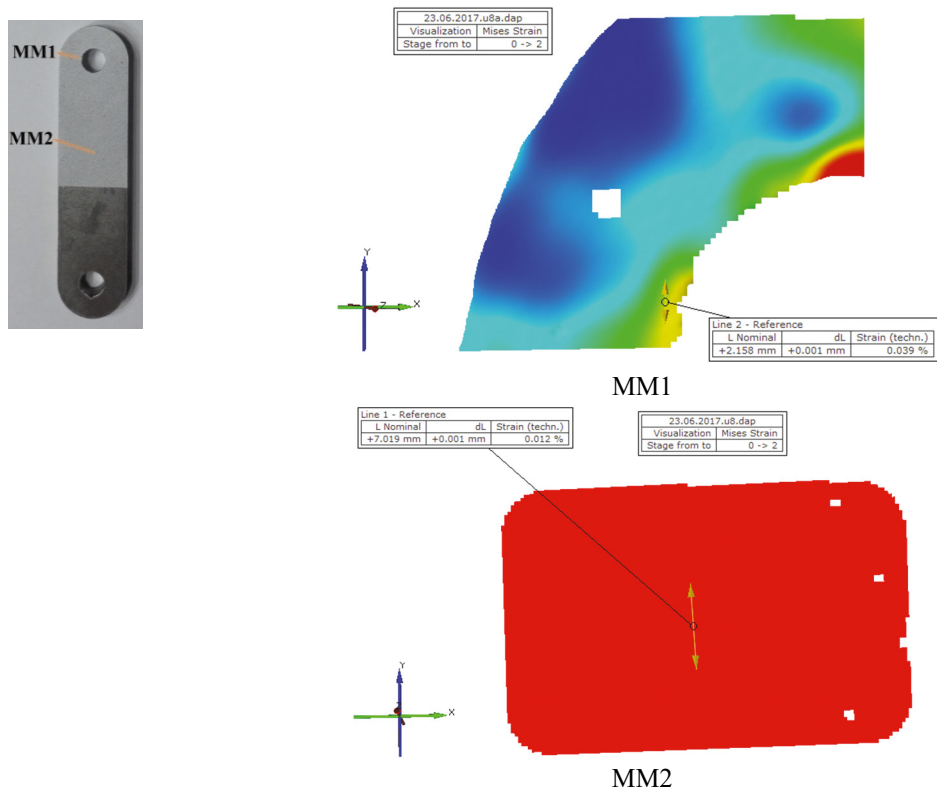 MM1
MM2
23.06.2017.u8a.dap
Visualization Mises Strain
Stage from to 0 -> 2
Y
Z X
Line 2 - Reference
L Nominal dL Strain (techn.)
+2.158 mm +0.001 mm 0.039 %
MM1
Line 1 - Reference
L Nominal dL Strain (techn.)
+7.019 mm +0.001 mm 0.012 %
23.06.2017.u8.dap
Visualization Mises Strain
Stage from to 0 -> 2
Y
X
MM2